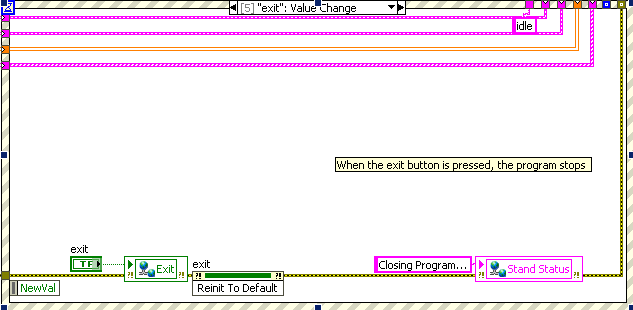 [5] "exit": Value Change
idle
When the exit button is pressed, the program stops
exit
TF
?!
?!
Exit
exit
?!
?!
Reinit To Default
Closing Program...
?!
?!
Stand Status
NewVal